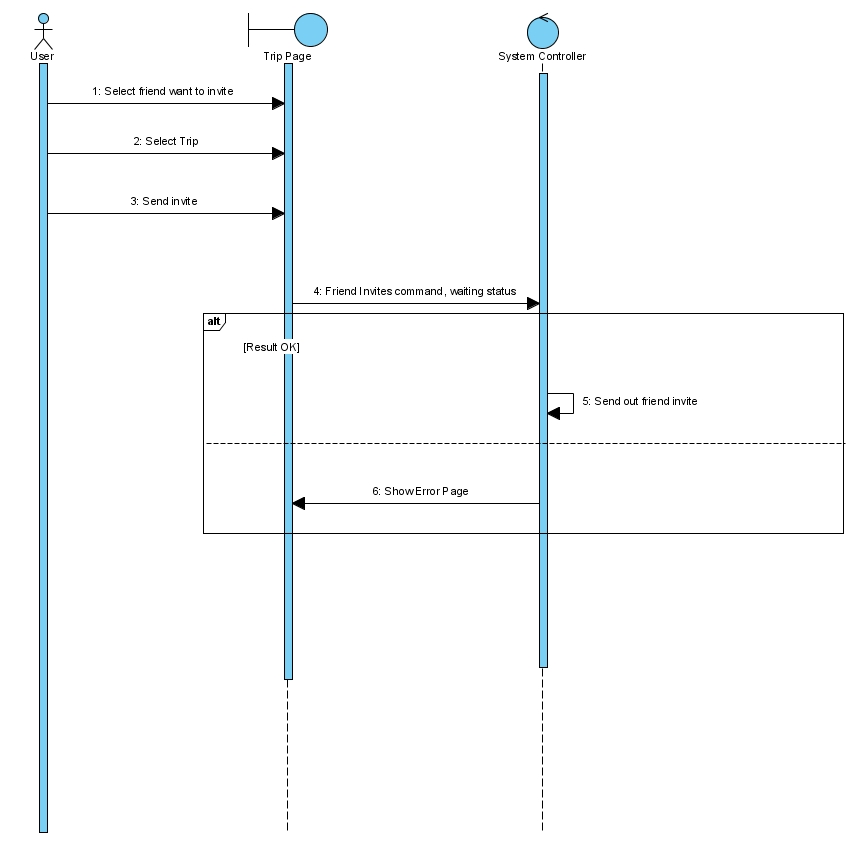 User
Trip Page
System Controller
1: Select friend want to invite
2: Select Trip
3: Send invite
4: Friend Invites command, waiting status
alt
[Result OK]
5: Send out friend invite
6: Show Error Page